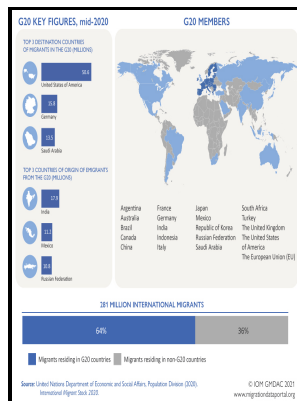 G20 KEY FIGURES, mid-2020
TOP 3 DESTINATION COUNTRIES
OF MIGRANTS IN THE G20 (MILLIONS)
50.6
United States of America
15.8
Germany
13.5
Saudi Arabia
TOP 3 COUNTRIES OF ORIGIN OF EMIGRANTS
FROM THE G20 (MILLIONS)
17.9
India
11.2
Mexico
10.8
Russian Federation
G20 MEMBERS
Argentina
Australia
Brazil
Canada
China
France
Germany
India
Indonesia
Italy
Japan
Mexico
Republic of Korea
Russian Federation
Saudi Arabia
South Africa
Turkey
The United Kingdom
The United States
of America
The European Union (EU)
281 MILLION INTERNATIONAL MIGRANTS
64%
36%
Migrants residing in G20 countries
Migrants residing in non-G20 countries
Source: United Nations Department of Economic and Social Affairs, Population Division (2020).
International Migrant Stock 2020.
© IOM GMDAC 2021
www.migrationdataportal.org